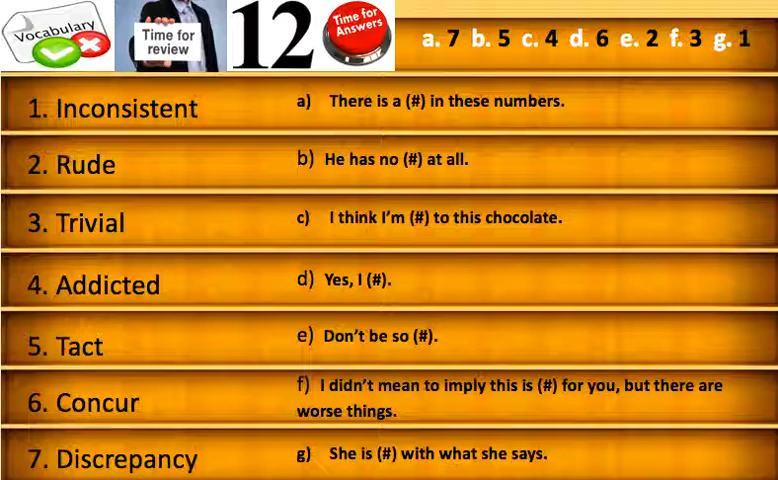 Vocabulary
Time for
review
12
Time for
Answers
a. 7 b. 5 c. 4 d. 6 e. 2 f. 3 g. 1
1. Inconsistent
a) There is a (#) in these numbers.
2. Rude
b) He has no (#) at all.
3. Trivial
c) I think I'm (#) to this chocolate.
4. Addicted
d) Yes, I (#).
5. Tact
e) Don't be so (#).
6. Concur
f) I didn't mean to imply this is (#) for you, but there are
worse things.
7. Discrepancy
g) She is (#) with what she says.